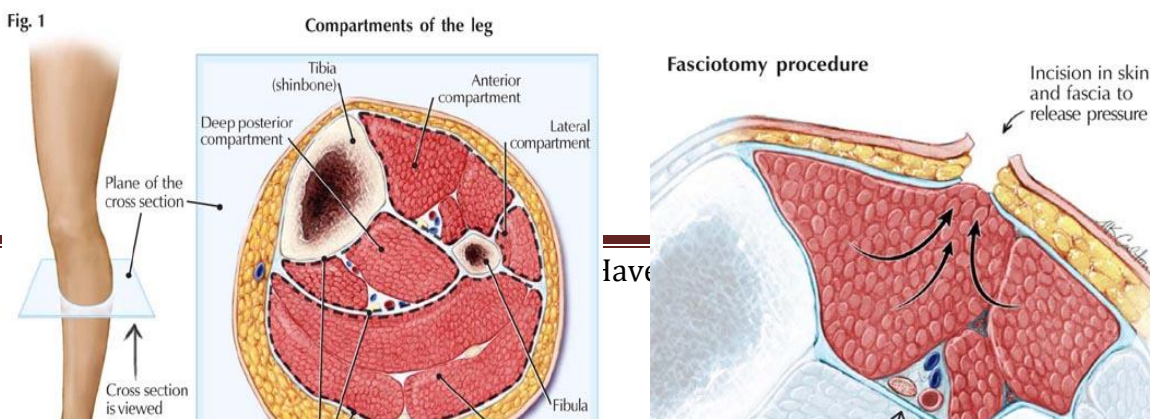 Fig. 1
Compartments of the leg
Tibia
(shinbone)
Anterior
compartment
Deep posterior
compartment
Lateral
compartment
Plane of the
cross section
Cross section
is viewed
Fibula
Have
Fasciotomy procedure
Incision in skin
and fascia to
release pressure